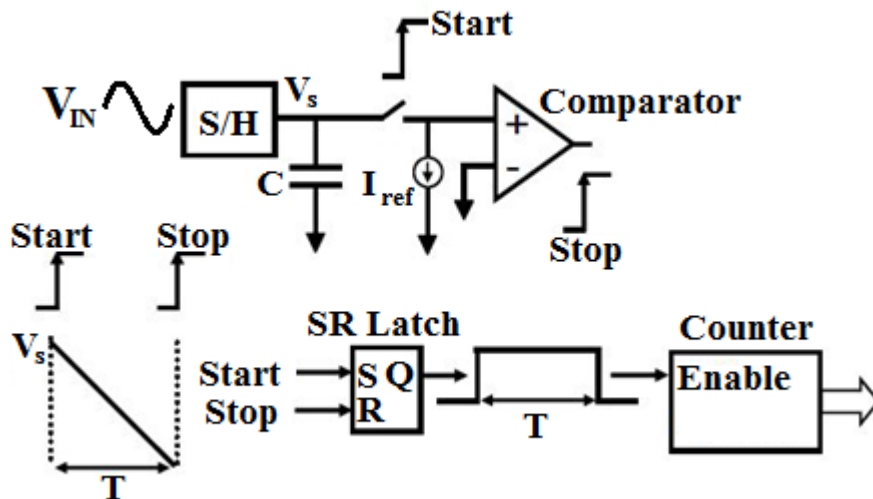 Start
V_IN
S/H
V_s
Comparator
+
-
C
I_ref
Stop
Start
Stop
V_s
T
SR Latch
Start
Stop
S Q
R
T
Counter
Enable